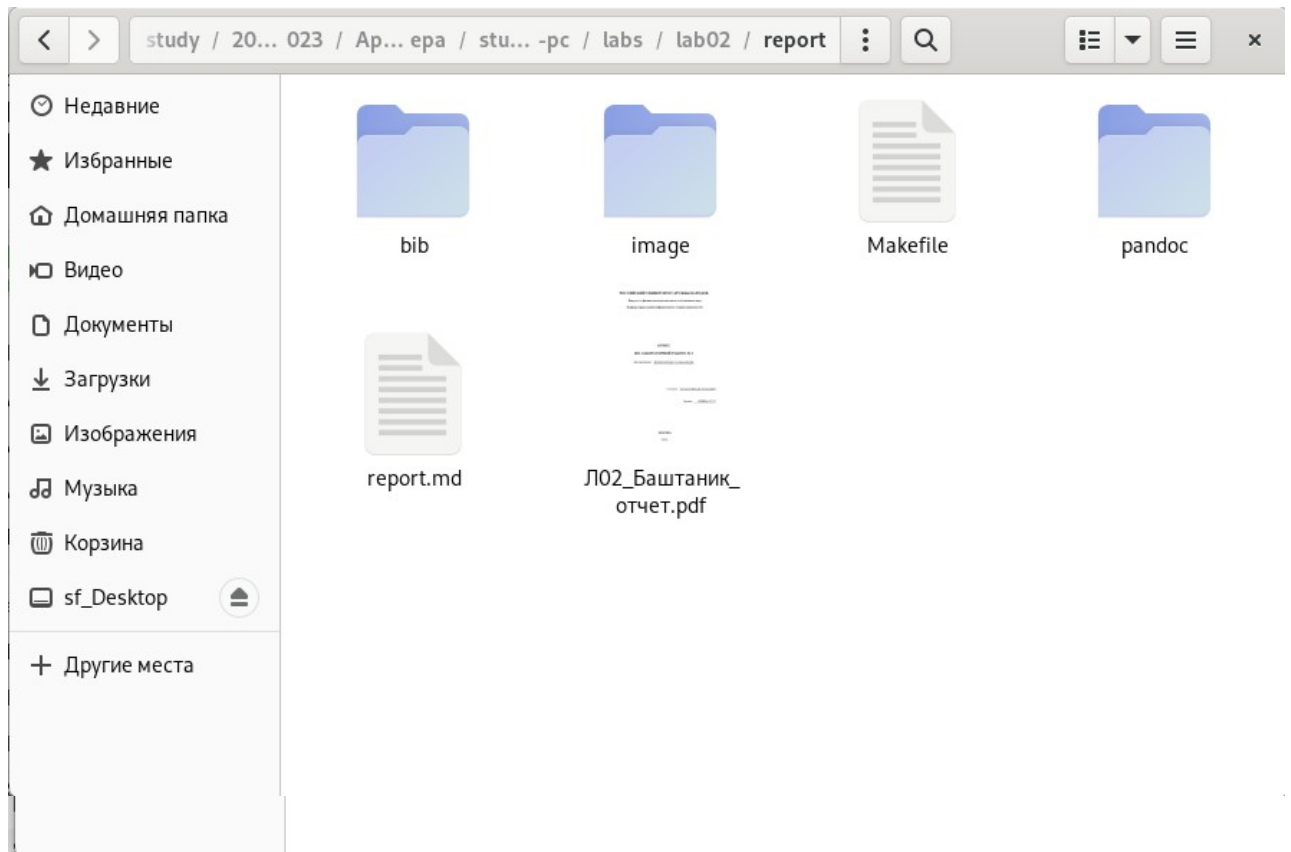 study / 20... 023 / Ap... ера / stu... -pc / labs / lab02 / report
Недавние
Избранные
Домашняя папка
Видео
Документы
Загрузки
Изображения
Музыка
Корзина
sf_Desktop
Другие места
bib
image
Makefile
pandoc
report.md
Л02_Баштаник_
отчет.pdf